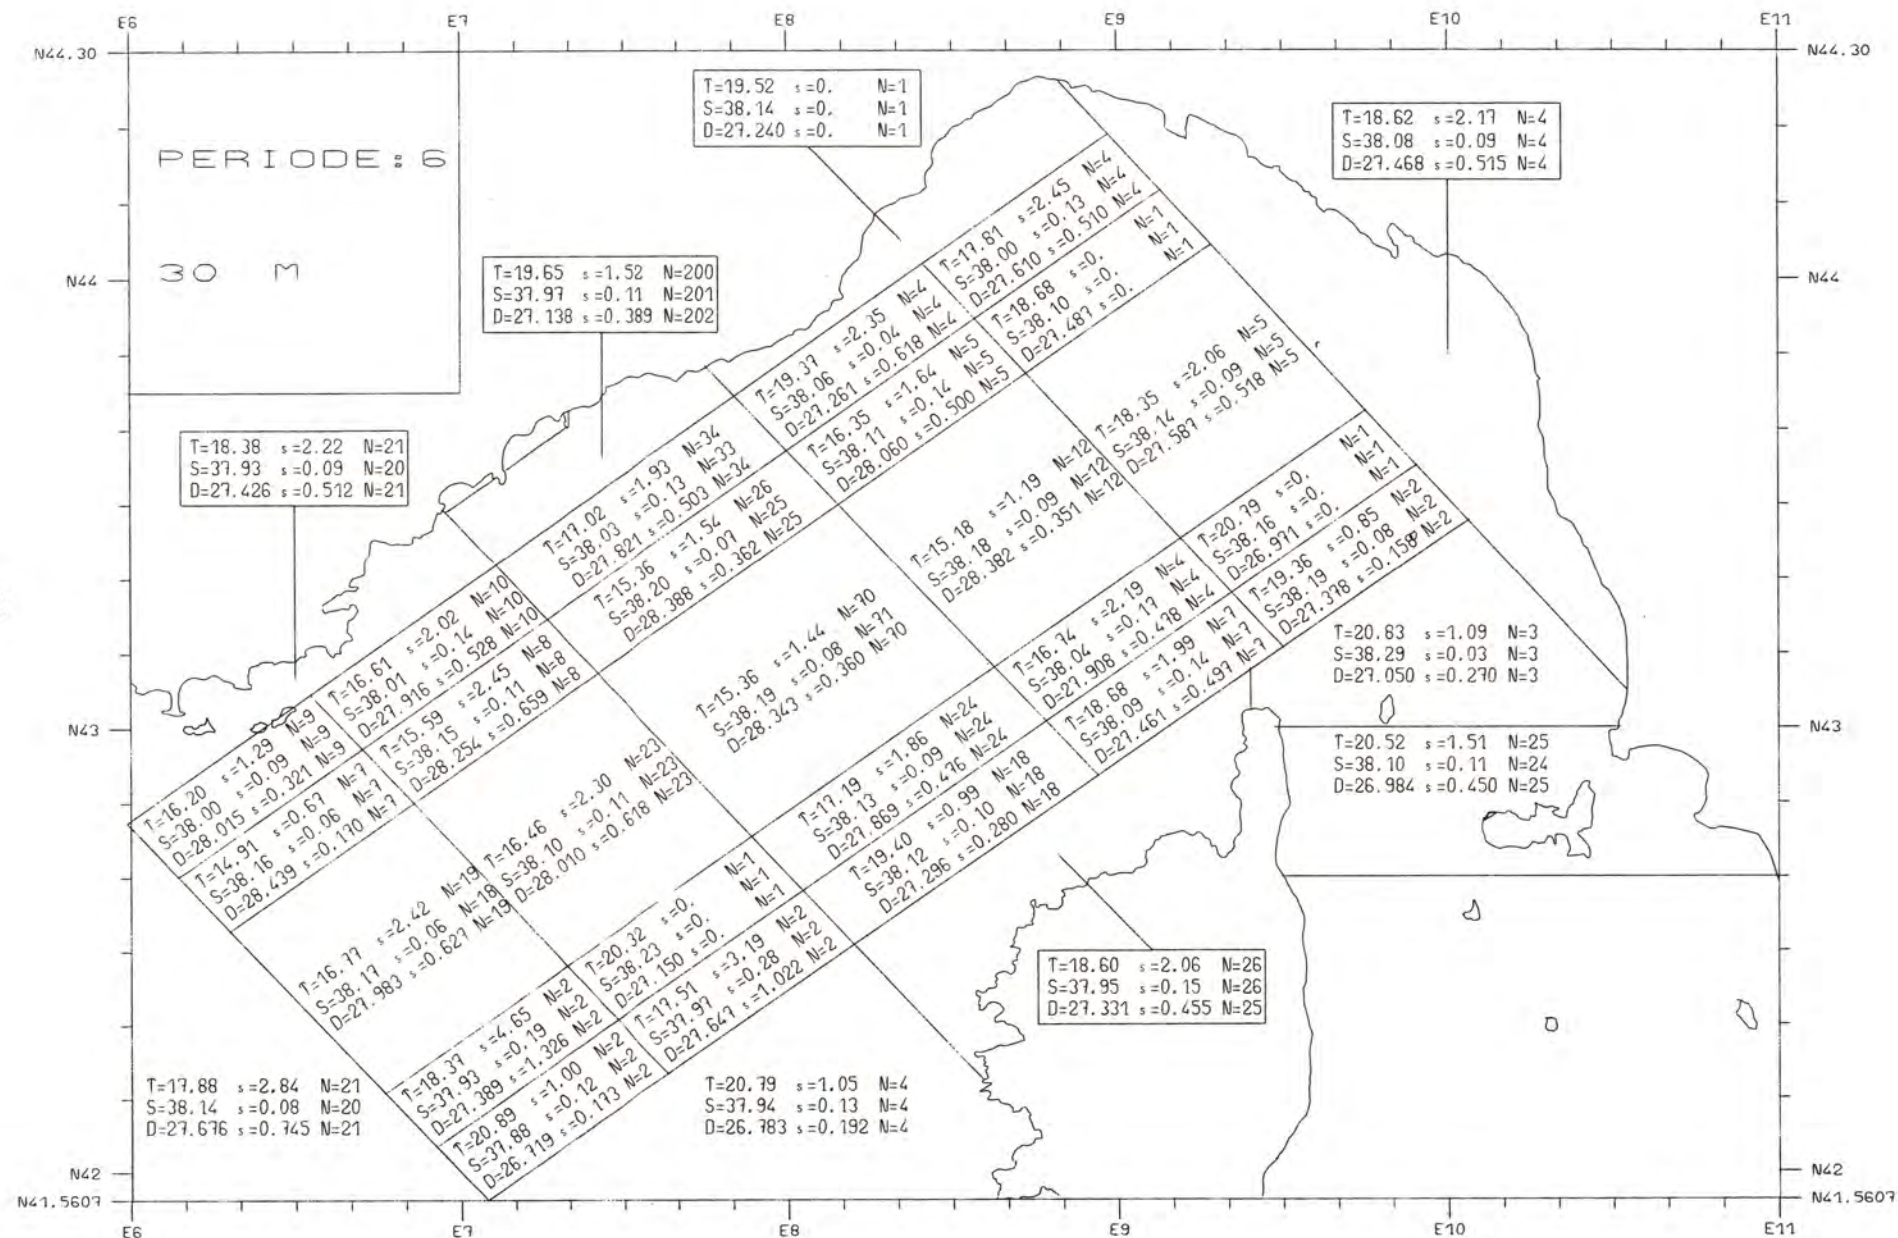 E6 E7 E8 E9 E10 E11
N44.30 N44.30
PERIODE:6
30 M
T=19.52 s=0. N=1
S=38.14 s=0. N=1
D=27.240 s=0. N=1
T=18.62 s=2.17 N=4
S=38.08 s=0.09 N=4
D=27.468 s=0.515 N=4
T=19.65 s=1.52 N=200
S=37.97 s=0.11 N=201
D=27.138 s=0.389 N=202
N44 N44
T=17.81 s=2.45 N=4
S=38.00 s=0.13 N=4
D=27.610 s=0.510 N=4
T=18.68 s=0. N=1
S=38.10 s=0. N=1
D=27.487 s=0. N=1
T=19.37 s=2.35 N=4
S=38.06 s=0.04 N=4
D=27.261 s=0.618 N=4
T=16.35 s=1.64 N=5
S=38.11 s=0.14 N=5
D=28.060 s=0.500 N=5
T=18.35 s=2.06 N=5
S=38.14 s=0.09 N=5
D=27.587 s=0.518 N=5
T=18.38 s=2.22 N=21
S=37.93 s=0.09 N=20
D=27.426 s=0.512 N=21
T=17.02 s=1.93 N=34
S=38.03 s=0.13 N=33
D=27.821 s=0.503 N=34
T=15.36 s=1.54 N=26
S=38.20 s=0.07 N=25
D=28.388 s=0.362 N=25
T=15.18 s=1.19 N=12
S=38.18 s=0.09 N=12
D=28.382 s=0.351 N=12
T=20.79 s=0. N=1
S=38.16 s=0. N=1
D=26.971 s=0. N=1
T=19.36 s=0.85 N=2
S=38.19 s=0.08 N=2
D=27.378 s=0.158 N=2
T=16.61 s=2.02 N=10
S=38.01 s=0.14 N=10
D=27.916 s=0.528 N=10
T=15.59 s=2.45 N=8
S=38.15 s=0.11 N=8
D=28.254 s=0.659 N=8
T=15.36 s=1.44 N=70
S=38.19 s=0.08 N=71
D=28.343 s=0.360 N=70
T=16.74 s=2.19 N=4
S=38.04 s=0.17 N=4
D=27.908 s=0.478 N=4
T=18.68 s=1.99 N=7
S=38.09 s=0.14 N=7
D=27.461 s=0.497 N=7
T=20.83 s=1.09 N=3
S=38.29 s=0.03 N=3
D=27.050 s=0.270 N=3
N43 N43
T=20.52 s=1.51 N=25
S=38.10 s=0.11 N=24
D=26.984 s=0.450 N=25
T=16.20 s=1.29 N=9
S=38.00 s=0.09 N=9
D=28.015 s=0.321 N=9
T=14.91 s=0.67 N=7
S=38.16 s=0.06 N=7
D=28.439 s=0.170 N=7
T=16.46 s=2.30 N=23
S=38.10 s=0.11 N=23
D=28.010 s=0.618 N=23
T=17.19 s=1.86 N=24
S=38.13 s=0.09 N=24
D=27.869 s=0.476 N=24
T=19.40 s=0.99 N=18
S=38.12 s=0.10 N=18
D=27.296 s=0.280 N=18
T=16.77 s=2.42 N=19
S=38.17 s=0.06 N=18
D=27.983 s=0.627 N=19
T=20.32 s=0. N=1
S=38.23 s=0. N=1
D=27.150 s=0. N=1
T=17.51 s=3.19 N=2
S=37.97 s=0.28 N=2
D=27.647 s=1.022 N=2
T=18.60 s=2.06 N=26
S=37.95 s=0.15 N=26
D=27.331 s=0.455 N=25
T=18.37 s=4.65 N=2
S=37.93 s=0.19 N=2
D=27.389 s=1.326 N=2
T=20.89 s=1.00 N=2
S=37.88 s=0.12 N=2
D=26.719 s=0.173 N=2
T=17.88 s=2.84 N=21
S=38.14 s=0.08 N=20
D=27.676 s=0.745 N=21
T=20.79 s=1.05 N=4
S=37.94 s=0.13 N=4
D=26.783 s=0.192 N=4
N42 N42
N41.5607 N41.5607
E6 E7 E8 E9 E10 E11